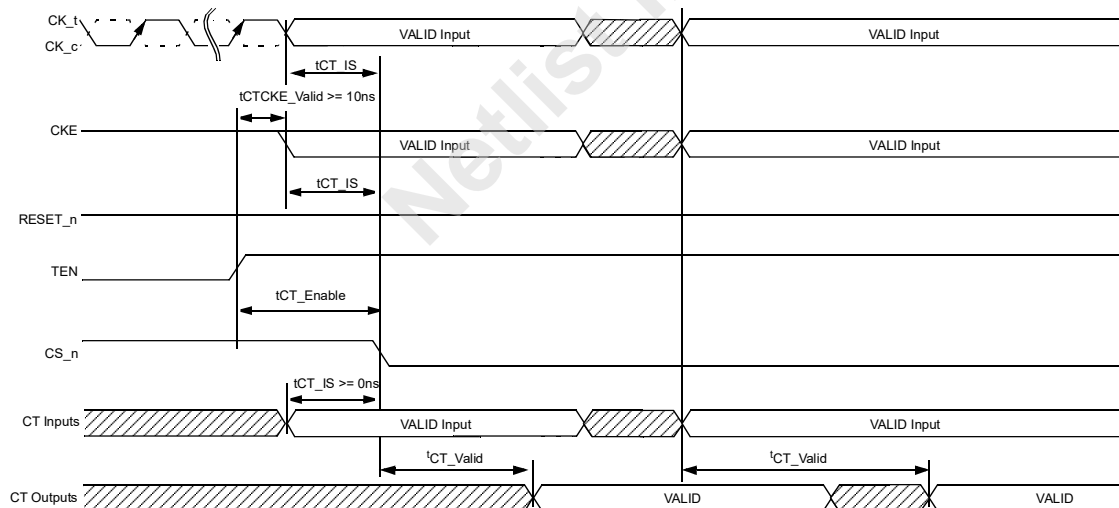 CK_t
CK_c
VALID Input
VALID Input
tCT_IS
tCTCKE_Valid >= 10ns
CKE
VALID Input
VALID Input
tCT_IS
RESET_n
TEN
tCT_Enable
CS_n
tCT_IS >= 0ns
CT Inputs
VALID Input
VALID Input
tCT_Valid
tCT_Valid
CT Outputs
VALID
VALID
Netlist